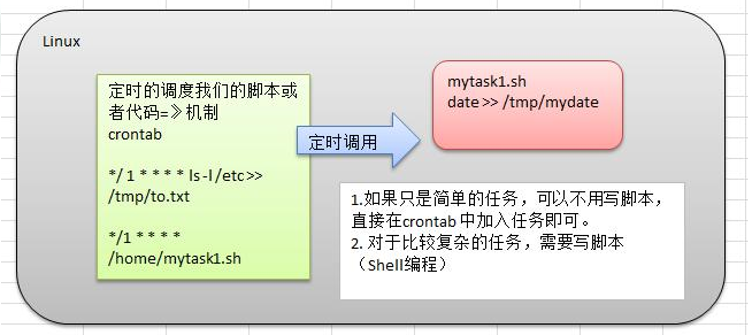 Linux
定时的调度我们的脚本或
者代码=》机制
crontab
*/ 1 * * * * ls -l /etc >>
/tmp/to.txt
*/1 * * * *
/home/mytask1.sh
定时调用
mytask1.sh
date >> /tmp/mydate
1.如果只是简单的任务，可以不用写脚本，
直接在crontab 中加入任务即可。
2. 对于比较复杂的任务，需要写脚本
（Shell编程）